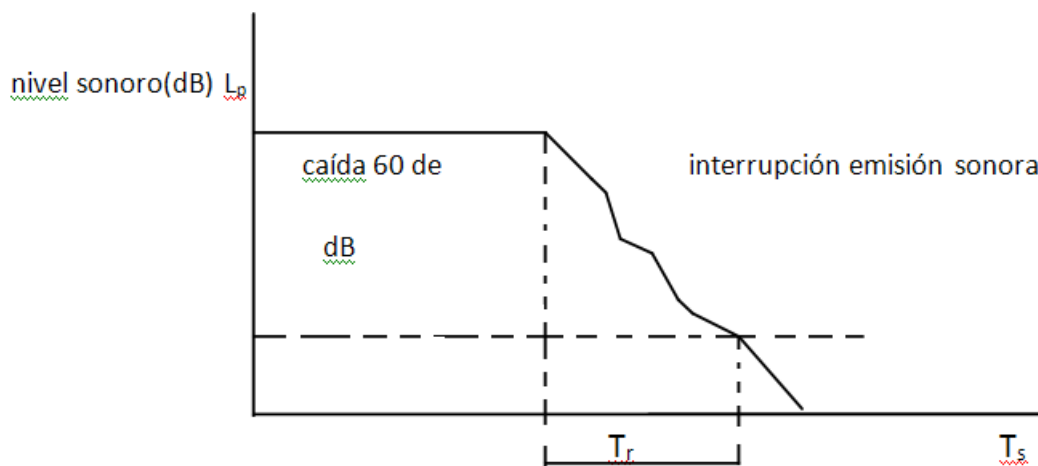 nivel sonoro(dB) Lp
caída 60 de
interrupción emisión sonora
dB
Tr
Ts